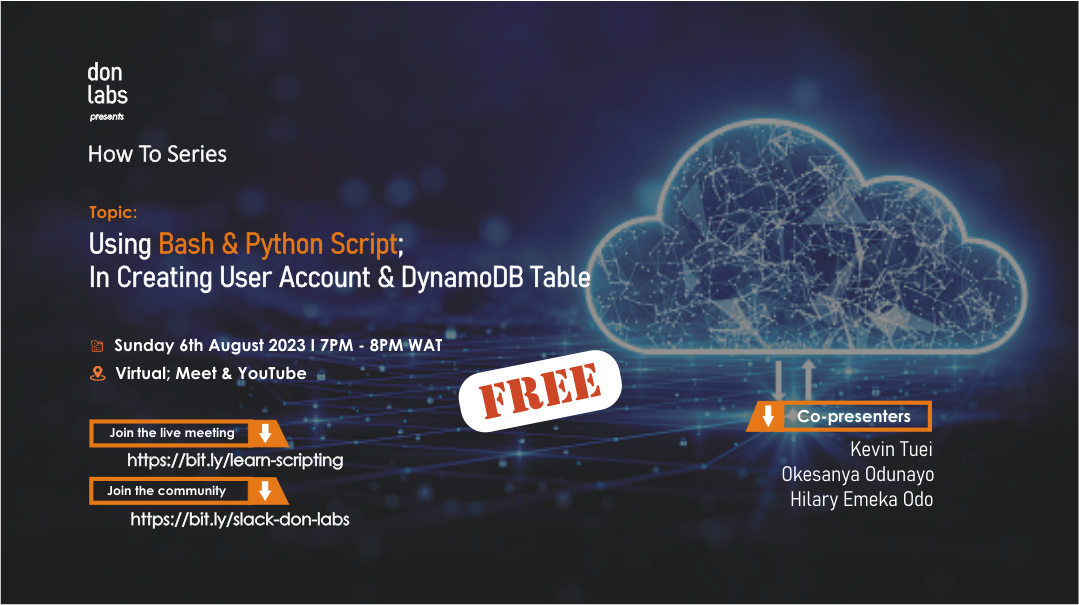 don
labs
presents
How To Series
Topic:
Using Bash & Python Script;
In Creating User Account & DynamoDB Table
Sunday 6th August 2023 | 7PM - 8PM WAT
Virtual; Meet & YouTube
FREE
Join the live meeting
https://bit.ly/learn-scripting
Join the community
https://bit.ly/slack-don-labs
Co-presenters
Kevin Tuei
Okesanya Odunayo
Hilary Emeka Odo